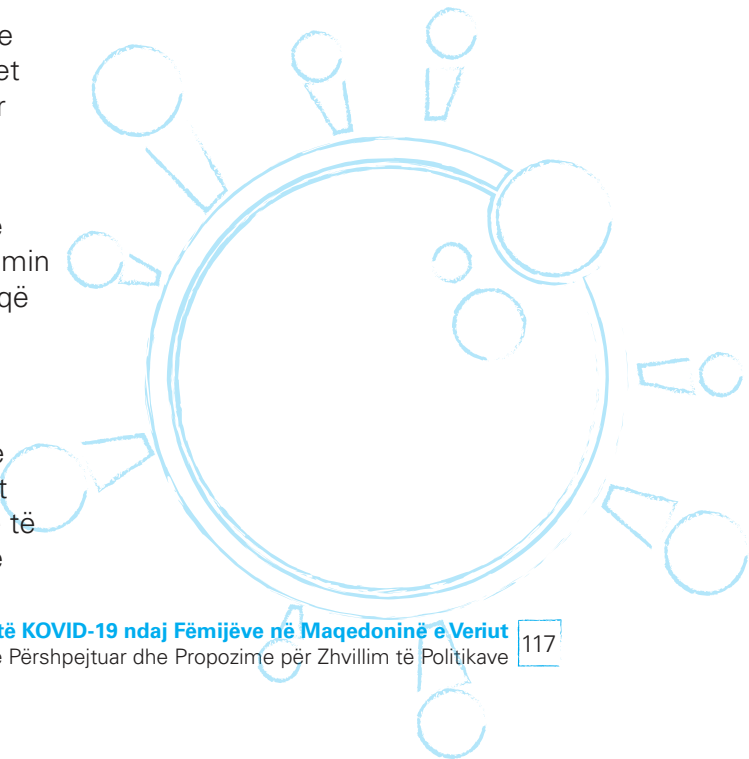 e
et
r
e
min
që
e
t
të
e
të KOVID-19 ndaj Fëmijëve në Maqedoninë e Veriut
e Përshpejtuar dhe Propozime për Zhvillim të Politikave
117